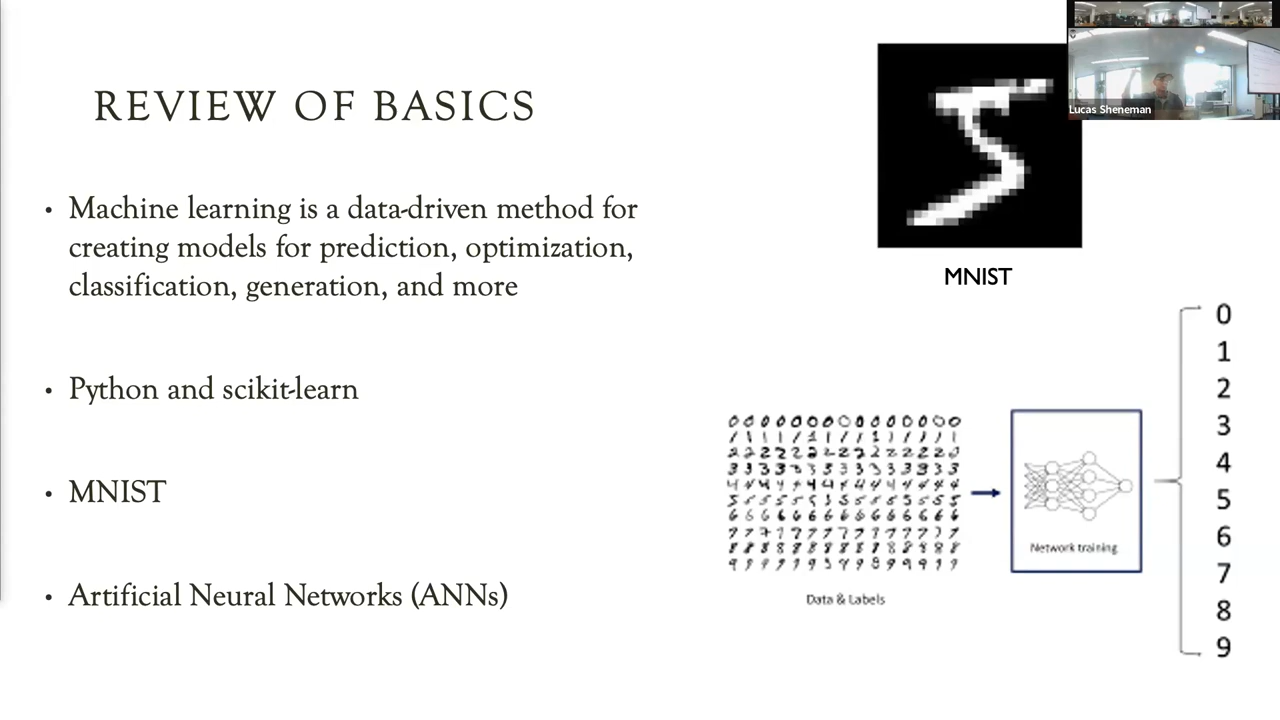 REVIEW OF BASICS
• Machine learning is a data-driven method for
creating models for prediction, optimization,
classification, generation, and more
• Python and scikit-learn
• MNIST
• Artificial Neural Networks (ANNs)
Lucas Sheneman
MNIST
Data & Labels
Network training
0
1
2
3
4
5
6
7
8
9